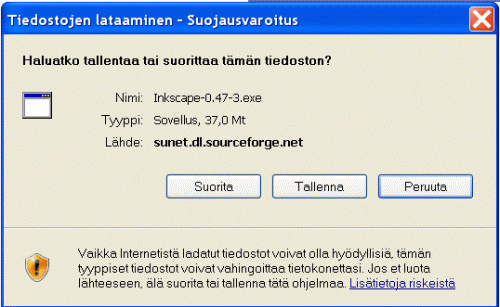 Tiedostojen lataaminen - Suojausvaroitus
Haluatko tallentaa tai suorittaa tämän tiedoston?
Nimi: Inkscape-0.47-3.exe
Tyyppi: Sovellus, 37,0 Mt
Lähde: sunet.dl.sourceforge.net
Suorita Tallenna Peruuta
Vaikka Internetistä ladatut tiedostot voivat olla hyödyllisiä, tämän
tyyppiset tiedostot voivat vahingoittaa tietokonettasi. Jos et luota
lähteeseen, älä suorita tai tallenna tätä ohjelmaa. Lisätietoja riskeistä